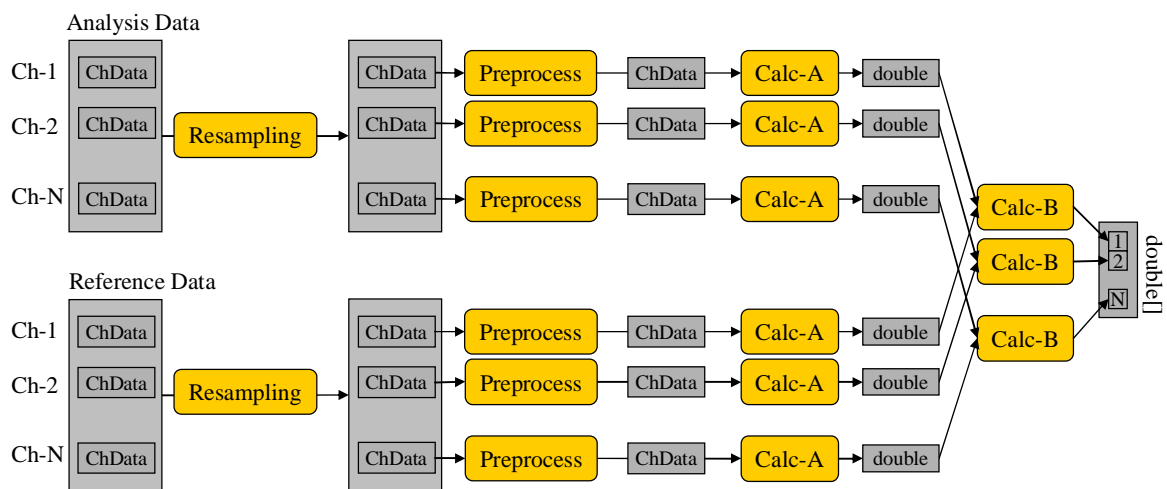 Analysis Data
Ch-1 ChData ChData Preprocess ChData Calc-A double
Ch-2 ChData Resampling ChData Preprocess ChData Calc-A double
Ch-N ChData ChData Preprocess ChData Calc-A double
Calc-B
Calc-B
Calc-B
1
2
N
double[]
Reference Data
Ch-1 ChData ChData Preprocess ChData Calc-A double
Ch-2 ChData Resampling ChData Preprocess ChData Calc-A double
Ch-N ChData ChData Preprocess ChData Calc-A double